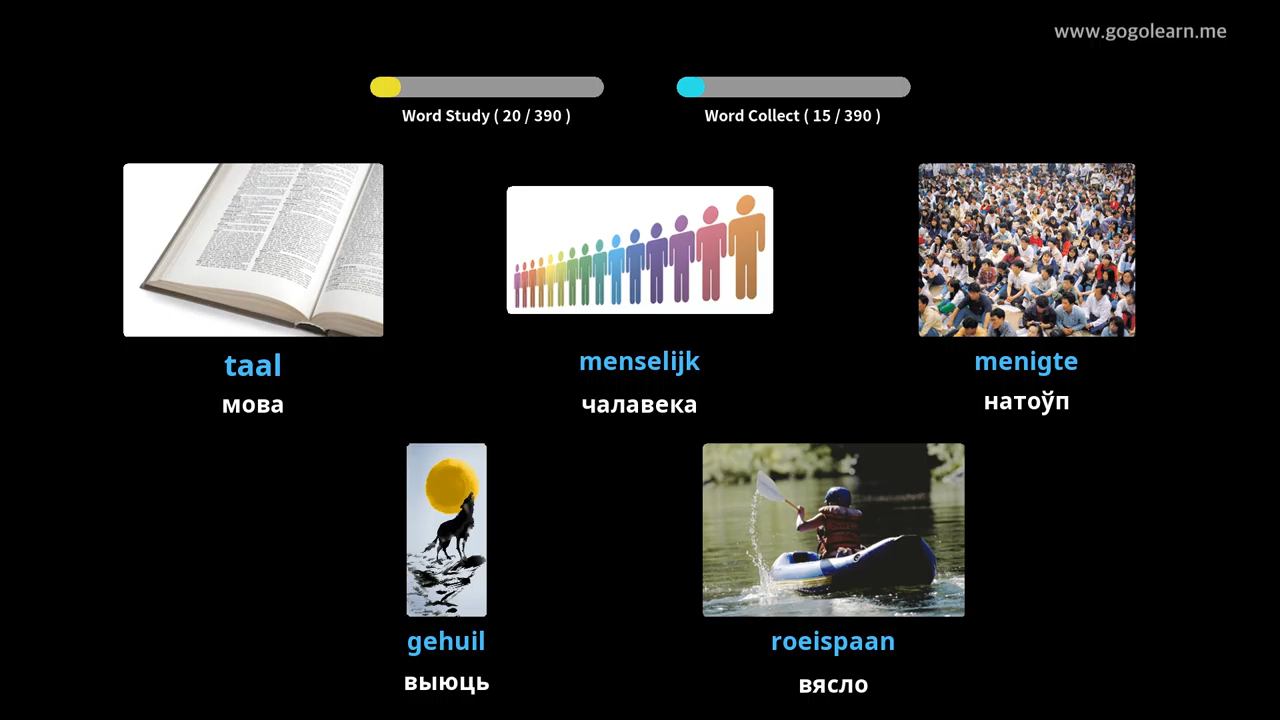 www.gogolearn.me
Word Study ( 20 / 390 )
Word Collect ( 15 / 390 )
taal
мова
menselijk
чалавека
menigte
натоўп
gehuil
выюць
roeispaan
вясло